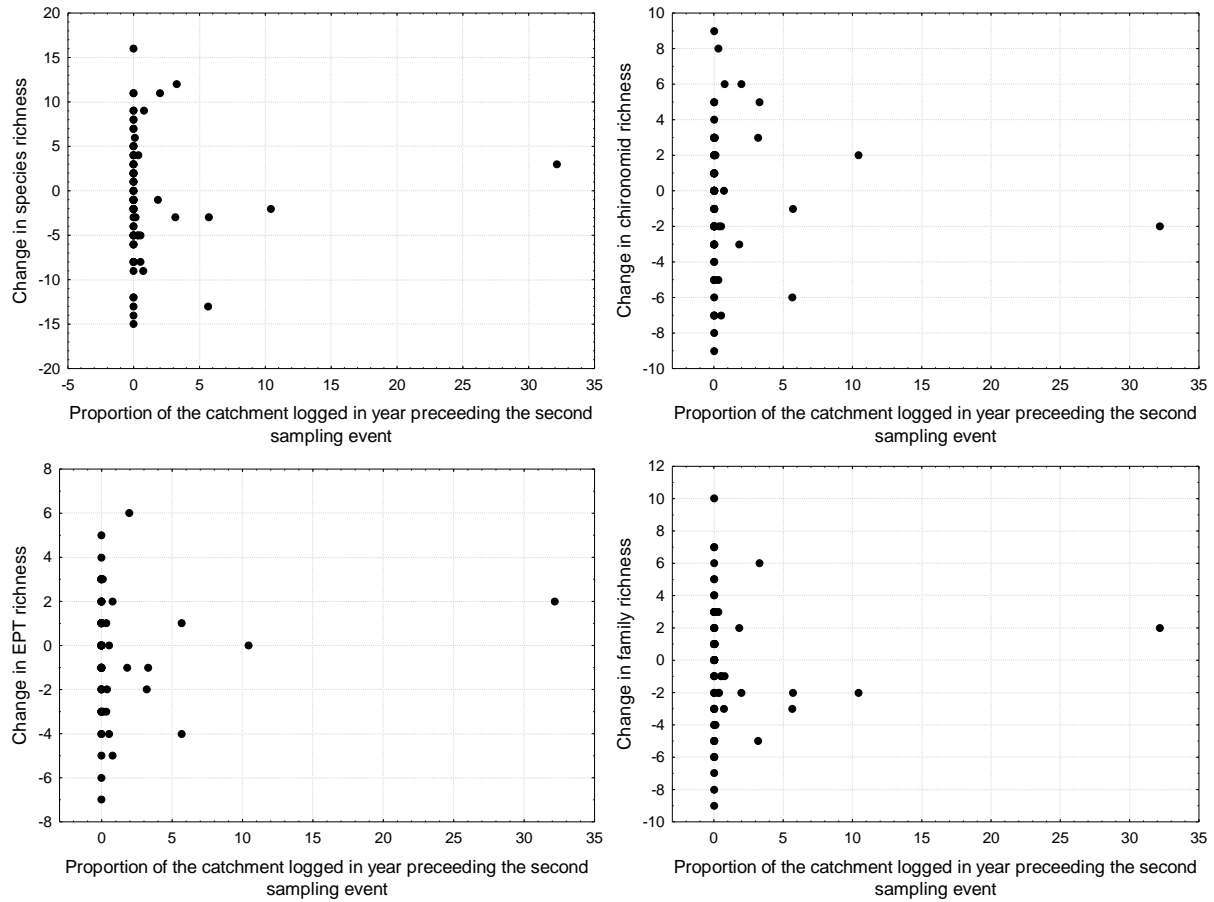 Change in species richness
20
15
10
5
0
-5
-10
-15
-20
-5 0 5 10 15 20 25 30 35
Proportion of the catchment logged in year preceeding the second
sampling event
Change in chironomid richness
10
8
6
4
2
0
-2
-4
-6
-8
-10
0 5 10 15 20 25 30 35
Proportion of the catchment logged in year preceeding the second
sampling event
Change in EPT richness
8
6
4
2
0
-2
-4
-6
-8
0 5 10 15 20 25 30 35
Proportion of the catchment logged in year preceeding the second
sampling event
Change in family richness
12
10
8
6
4
2
0
-2
-4
-6
-8
-10
0 5 10 15 20 25 30 35
Proportion of the catchment logged in year preceeding the second
sampling event